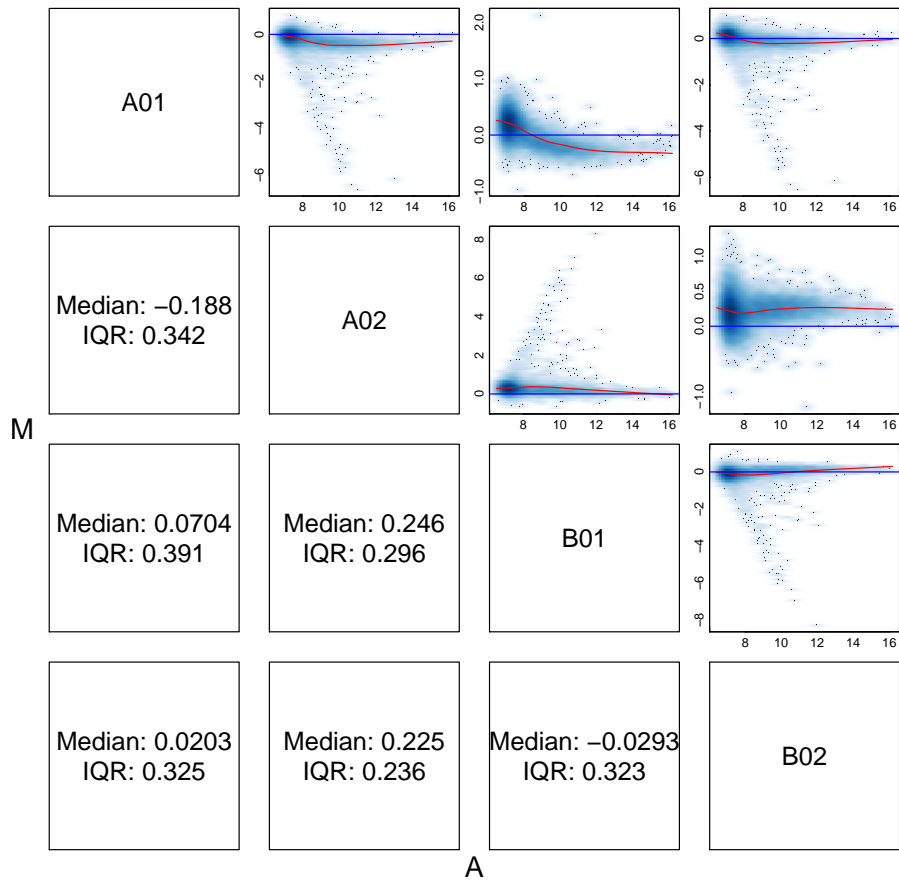 0
−2
−4
−6
8 10 12 14 16
2.0
1.0
0.0
−1.0
8 10 12 14 16
0
−2
−4
−6
8 10 12 14 16
A01
Median: −0.188
IQR: 0.342
A02
8
6
4
2
0
8 10 12 14 16
1.0
0.5
0.0
−1.0
8 10 12 14 16
M
Median: 0.0704
IQR: 0.391
Median: 0.246
IQR: 0.296
B01
0
−2
−4
−6
−8
8 10 12 14 16
Median: 0.0203
IQR: 0.325
Median: 0.225
IQR: 0.236
Median: −0.0293
IQR: 0.323
B02
A